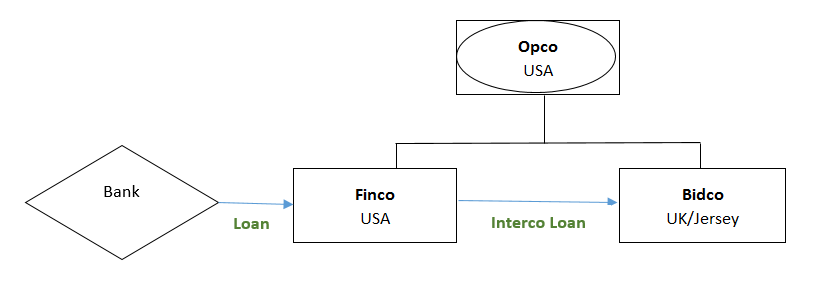 Opco
USA
Bank
Finco
USA
Bidco
UK/Jersey
Loan
Interco Loan